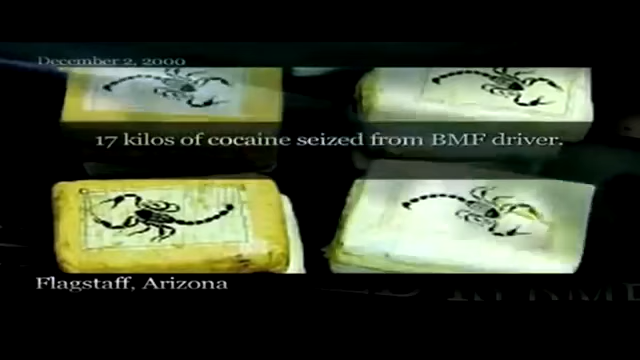 December 2, 2000
17 kilos of cocaine seized from BMF driver.
Flagstaff, Arizona